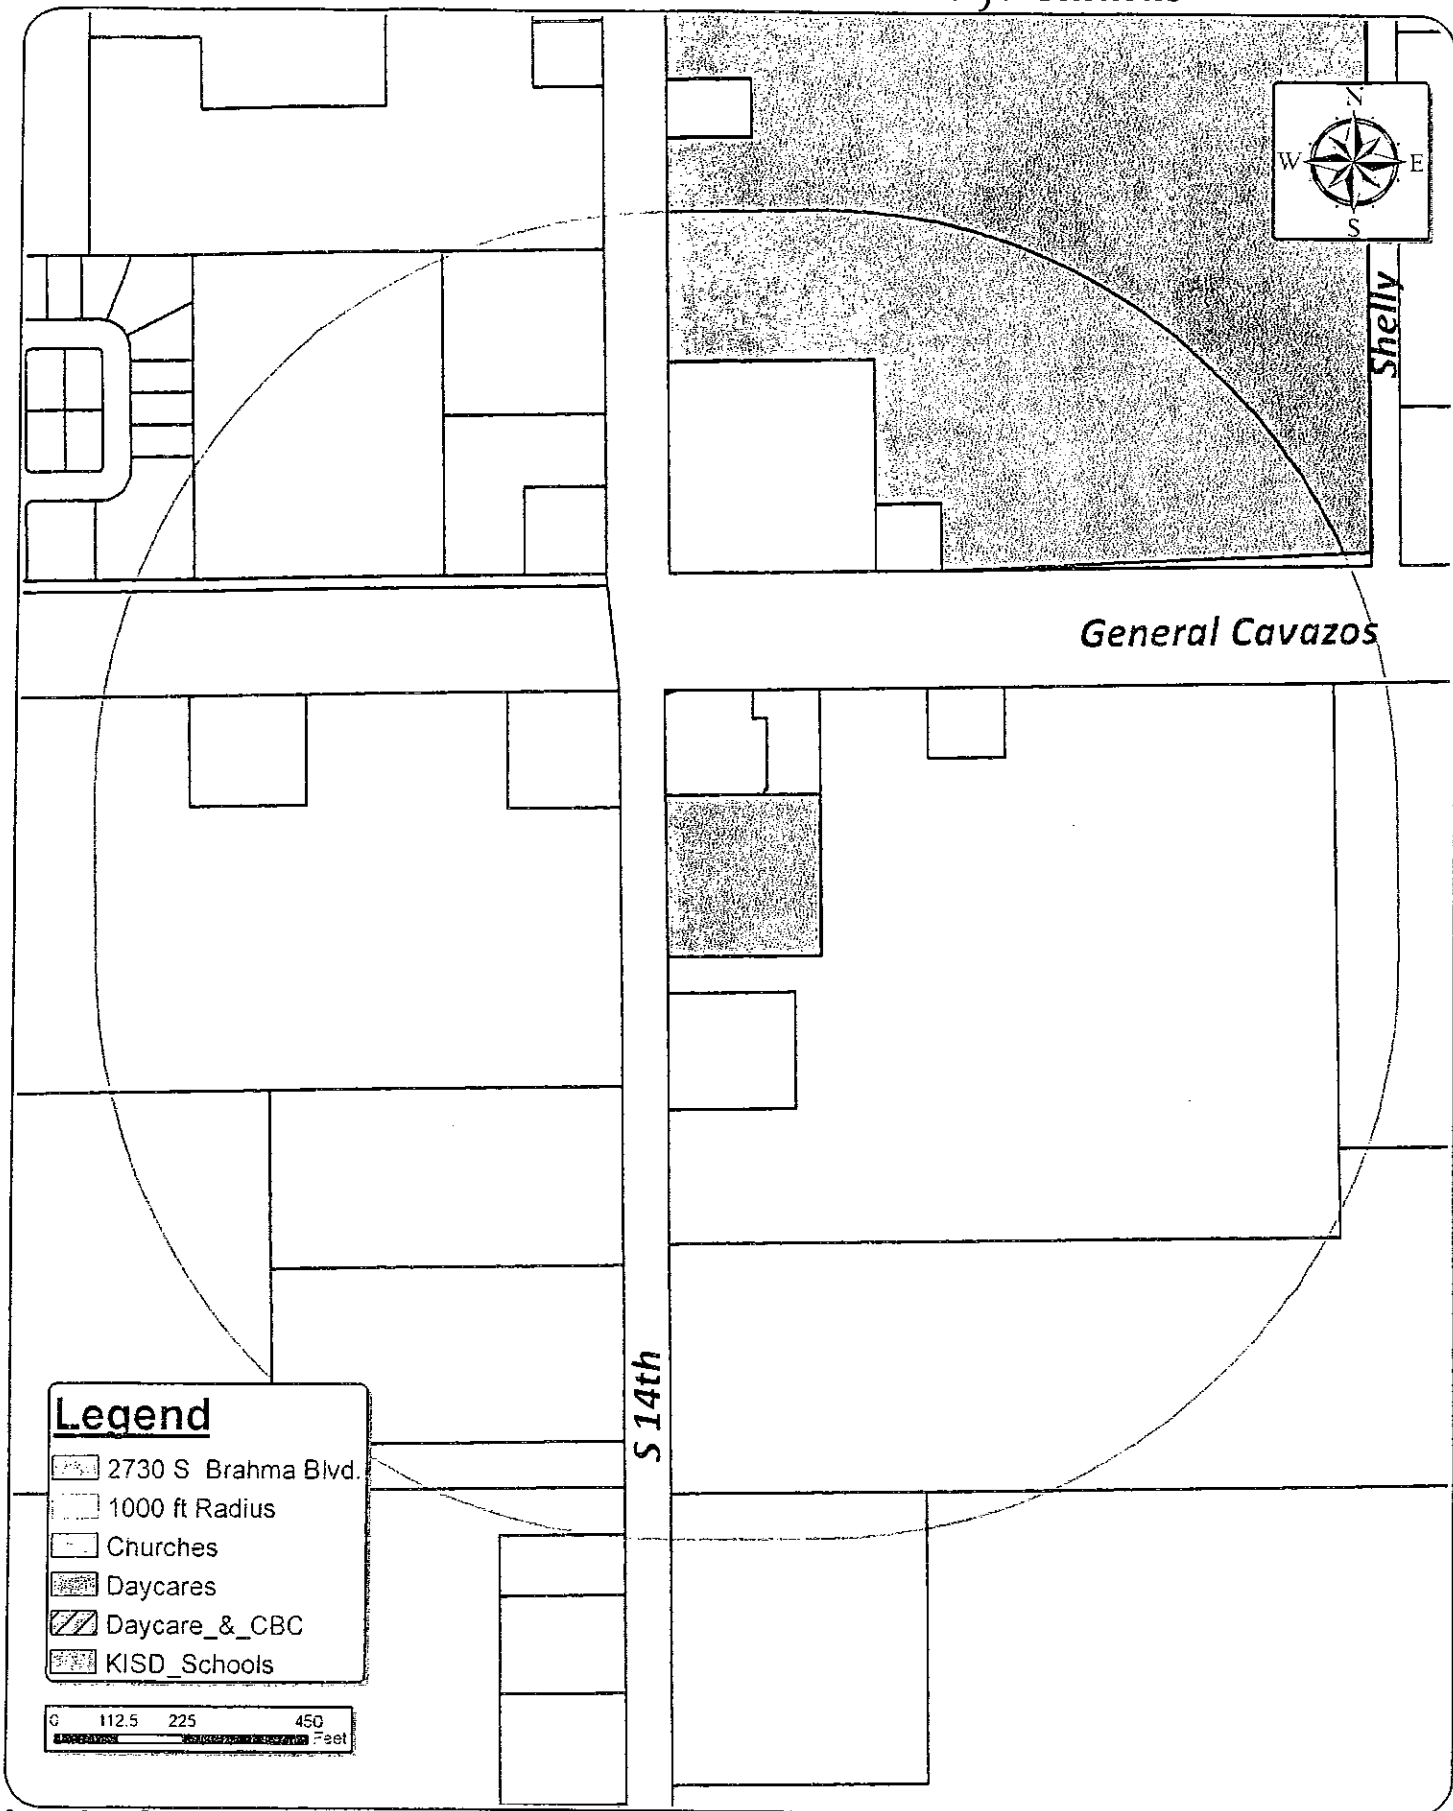 N
W E
S
Shelly
General Cavazos
S 14th
Legend
2730 S Brahma Blvd.
1000 ft Radius
Churches
Daycares
Daycare_&_CBC
KISD_Schools
0 112.5 225 450
Feet